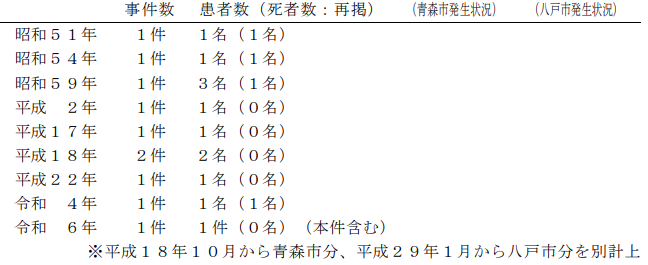 事件数　患者数（死者数：再掲）　（青森市発生状況）　（八戸市発生状況）
昭和５１年　１件　１名（１名）
昭和５４年　１件　１名（１名）
昭和５９年　１件　３名（１名）
平成　２年　１件　１名（０名）
平成１７年　１件　１名（０名）
平成１８年　２件　２名（０名）
平成２２年　１件　１名（０名）
令和　４年　１件　１名（１名）
令和　６年　１件　１件（０名）（本件含む）
※平成１８年１０月から青森市分、平成２９年１月から八戸市分を別計上